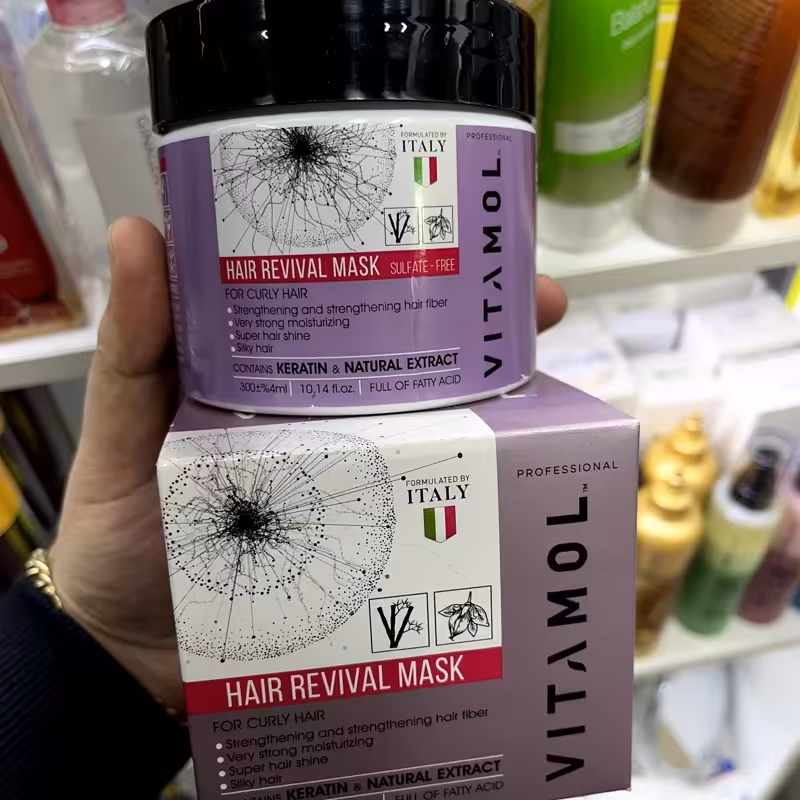 FORMULATED BY
ITALY
PROFESSIONAL
VITAMOL
HAIR REVIVAL MASK SULFATE - FREE
FOR CURLY HAIR
Strengthening and strengthening hair fiber
Very strong moisturizing
Super hair shine
Silky hair
CONTAINS KERATIN & NATURAL EXTRACT
300±%4ml 10,14 fl.oz. FULL OF FATTY ACID
FORMULATED BY
ITALY
PROFESSIONAL
VITAMOL™
HAIR REVIVAL MASK
FOR CURLY HAIR
Strengthening and strengthening hair fiber
Very strong moisturizing
Super hair shine
Silky hair
KERATIN & NATURAL EXTRACT
FULL OF FATTY ACID